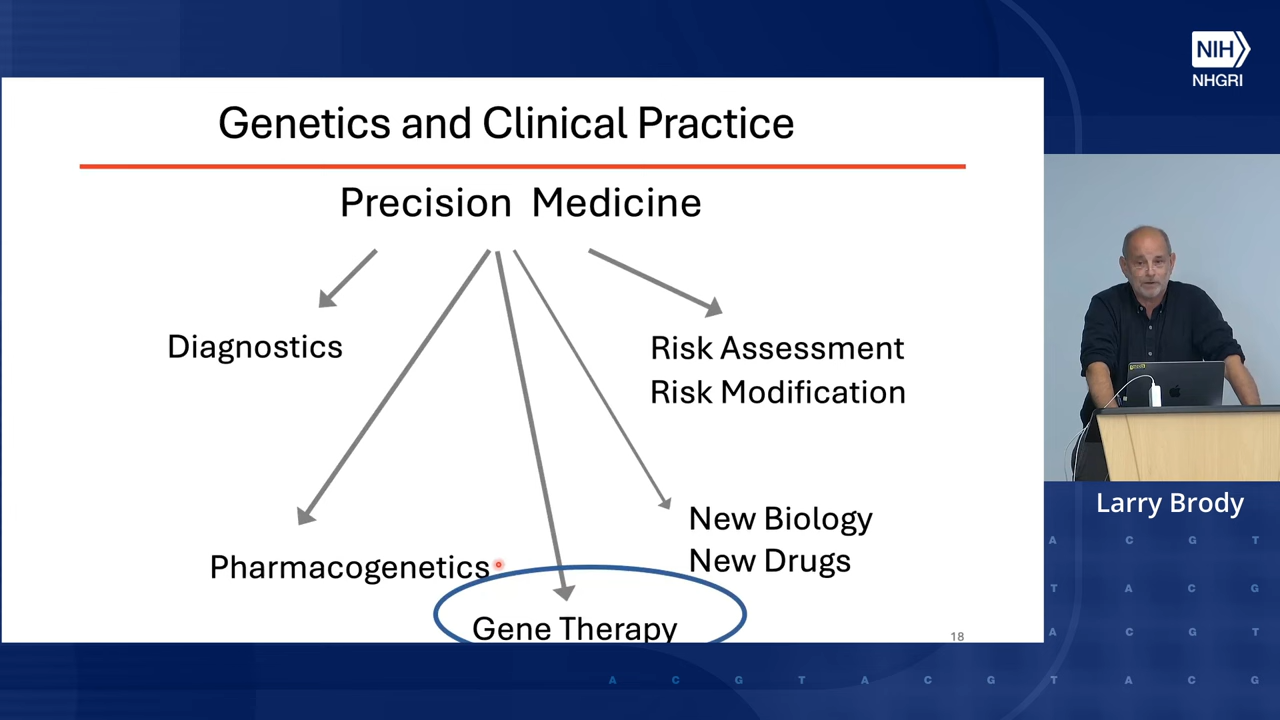 NIH
NHGRI
Genetics and Clinical Practice
Precision Medicine
Diagnostics
Risk Assessment
Risk Modification
New Biology
New Drugs
Pharmacogenetics
Gene Therapy
18
Larry Brody
A C G T
T A C G
A C G T
A C G T A C G T A C G